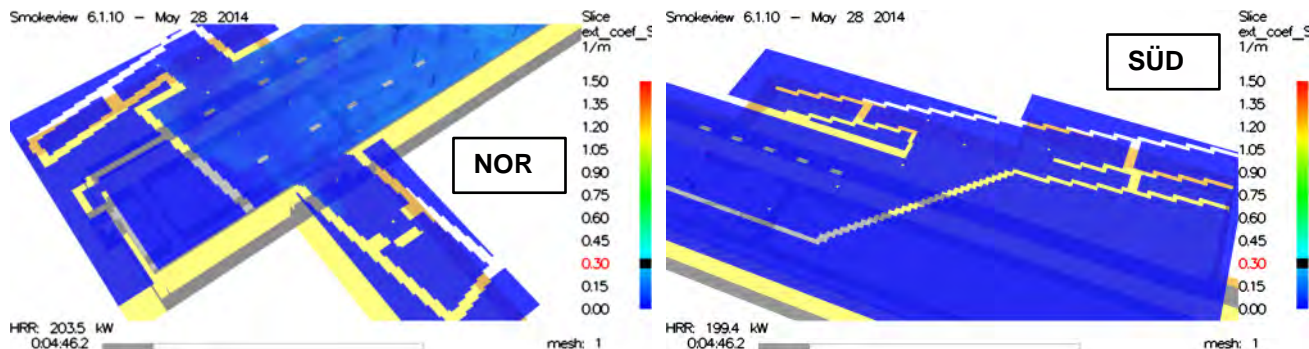 Smokeview 6.1.10 – May 28 2014
Slice
ext_coef_S
1/m
1.50
1.35
1.20
1.05
0.90
0.75
0.60
0.45
0.30
0.15
0.00
NOR
HRR: 203.5 kW
0:04:46.2
mesh: 1
Smokeview 6.1.10 – May 28 2014
Slice
ext_coef_S
1/m
SÜD
1.50
1.35
1.20
1.05
0.90
0.75
0.60
0.45
0.30
0.15
0.00
HRR: 199.4 kW
0:04:46.2
mesh: 1